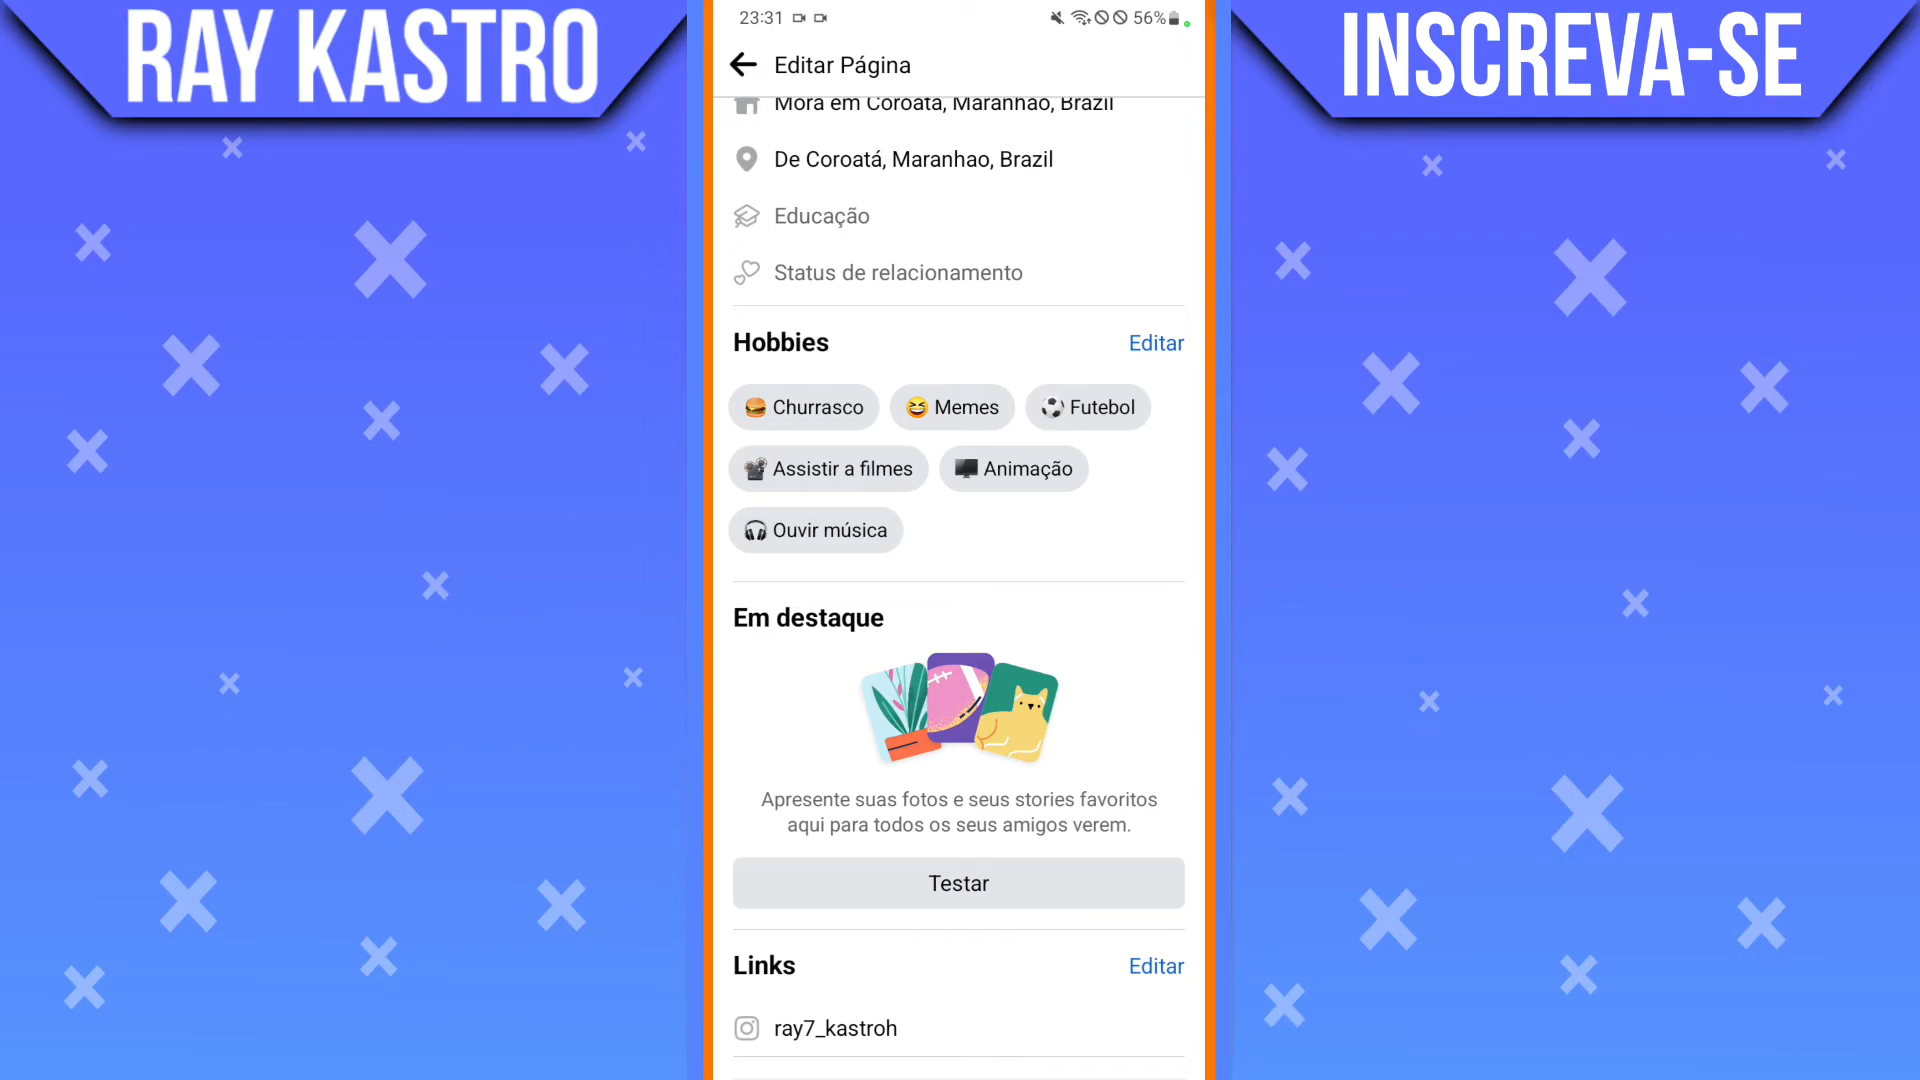 RAY KASTRO
INSCREVA-SE
23:31
56%
Editar Página
Mora em Coroatá, Maranhao, Brazil
De Coroatá, Maranhao, Brazil
Educação
Status de relacionamento
Hobbies
Editar
Churrasco
Memes
Futebol
Assistir a filmes
Animação
Ouvir música
Em destaque
Apresente suas fotos e seus stories favoritos
aqui para todos os seus amigos verem.
Testar
Links
Editar
ray7_kastroh